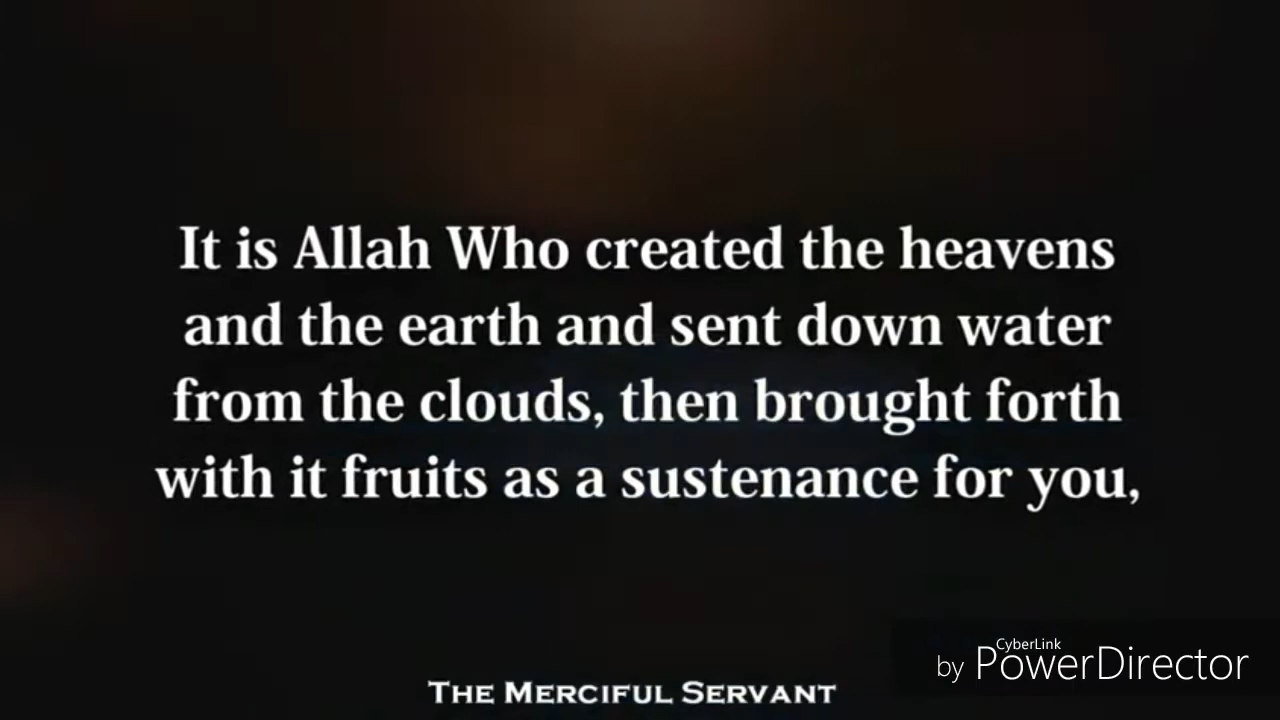 It is Allah Who created the heavens
and the earth and sent down water
from the clouds, then brought forth
with it fruits as a sustenance for you,
CyberLink
by PowerDirector
THE MERCIFUL SERVANT